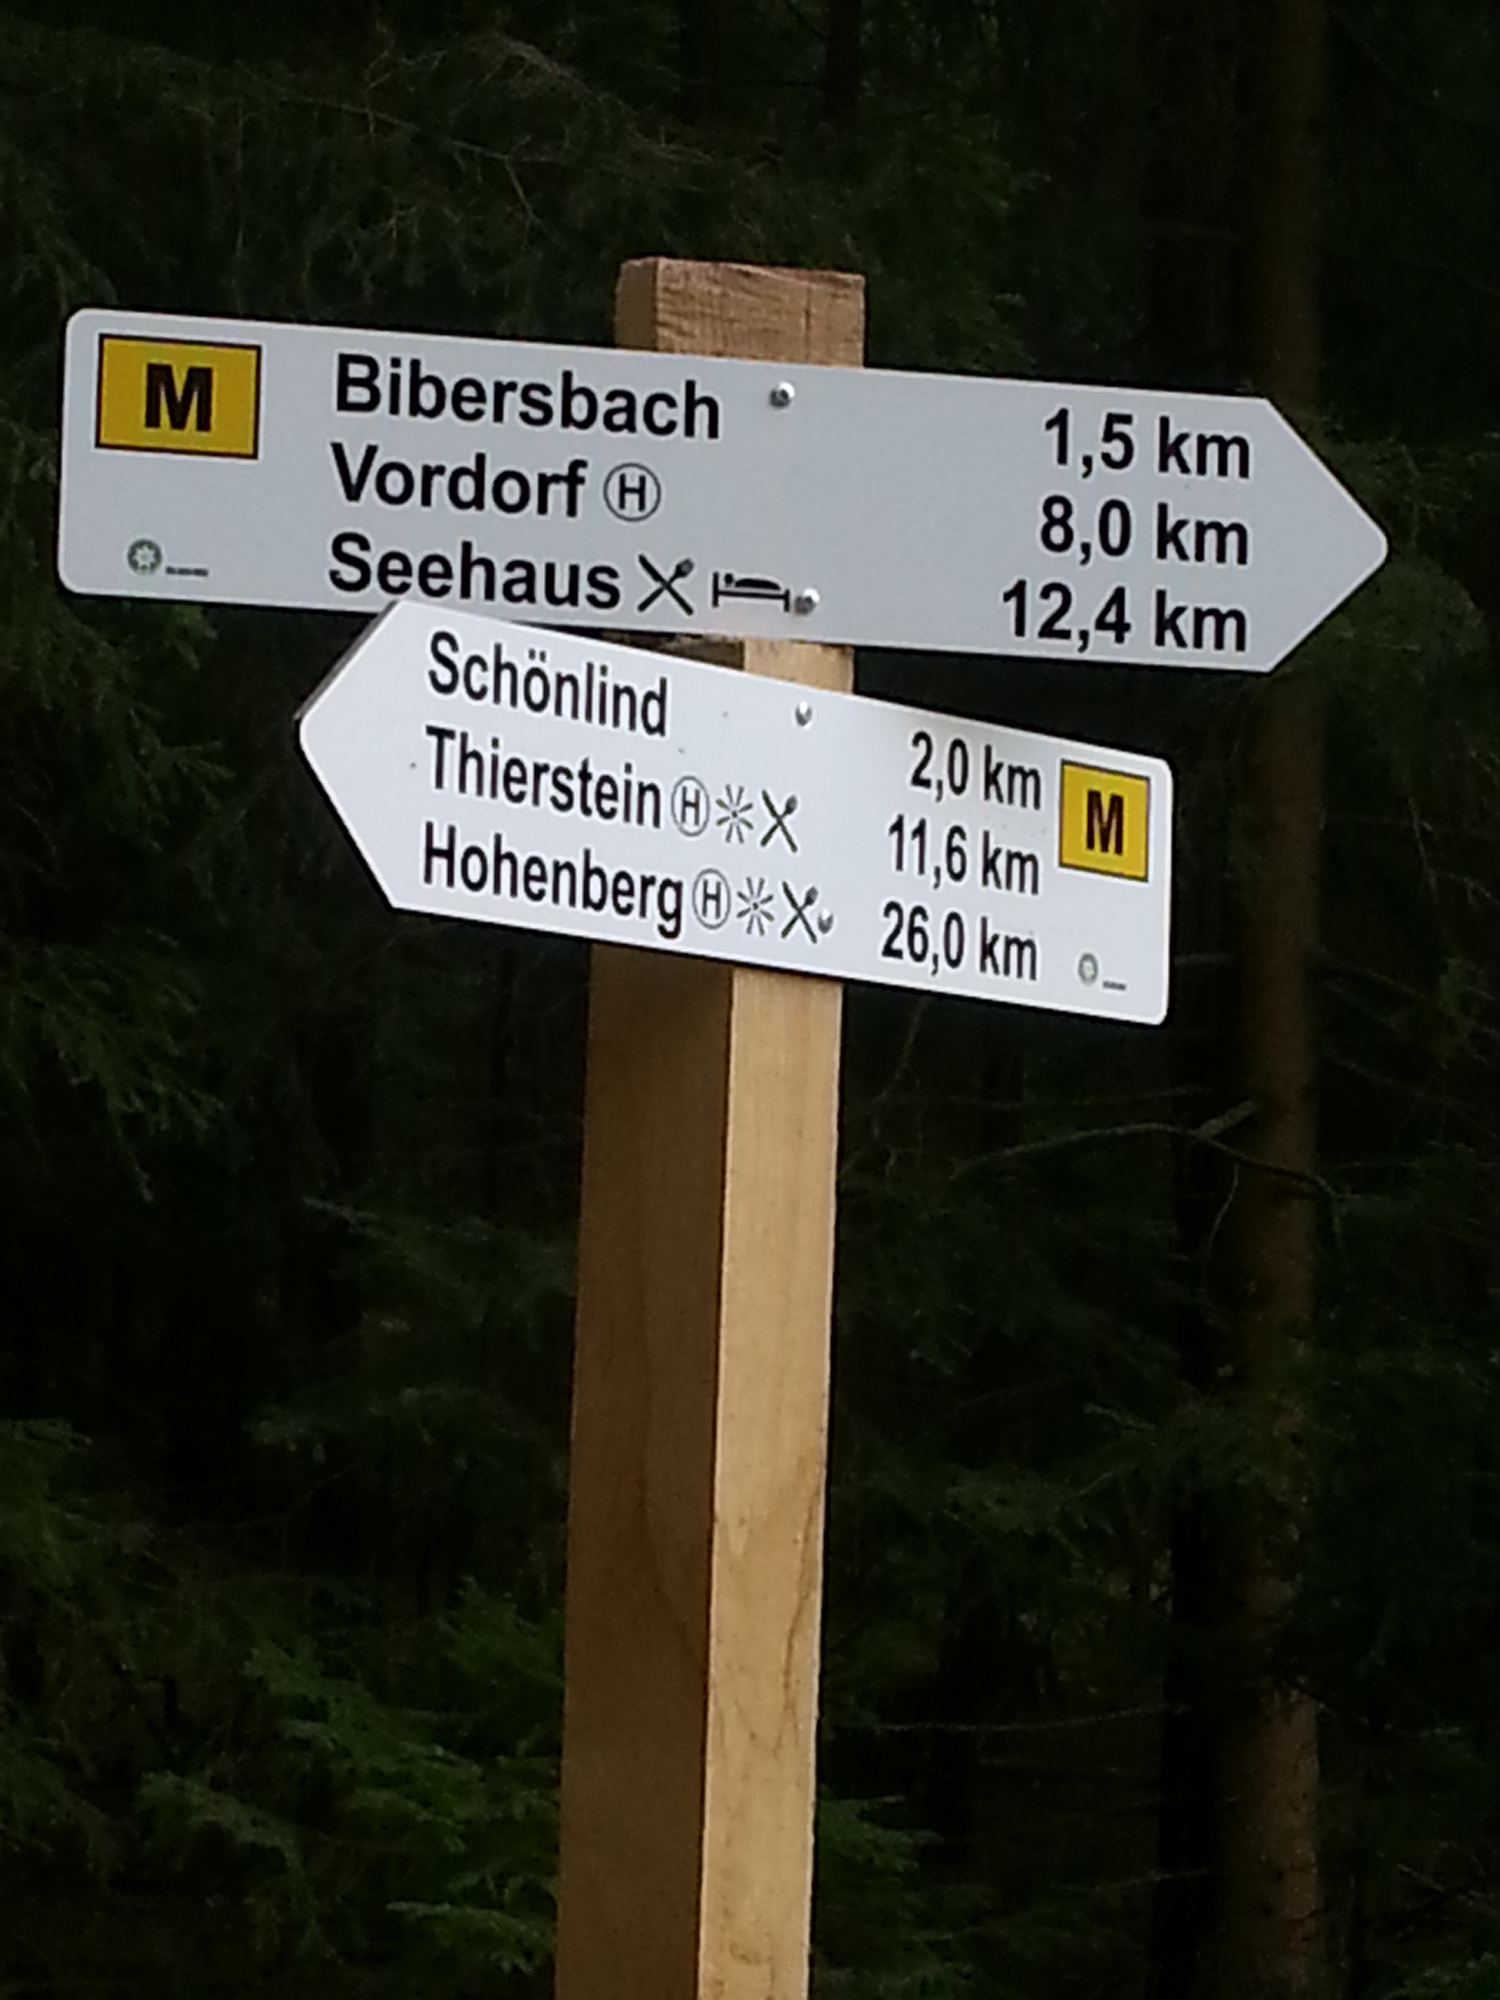 M
Bibersbach 1,5 km
Vordorf H 8,0 km
Seehaus 12,4 km
Schönlind 2,0 km
M
Thierstein H 11,6 km
Hohenberg H 26,0 km